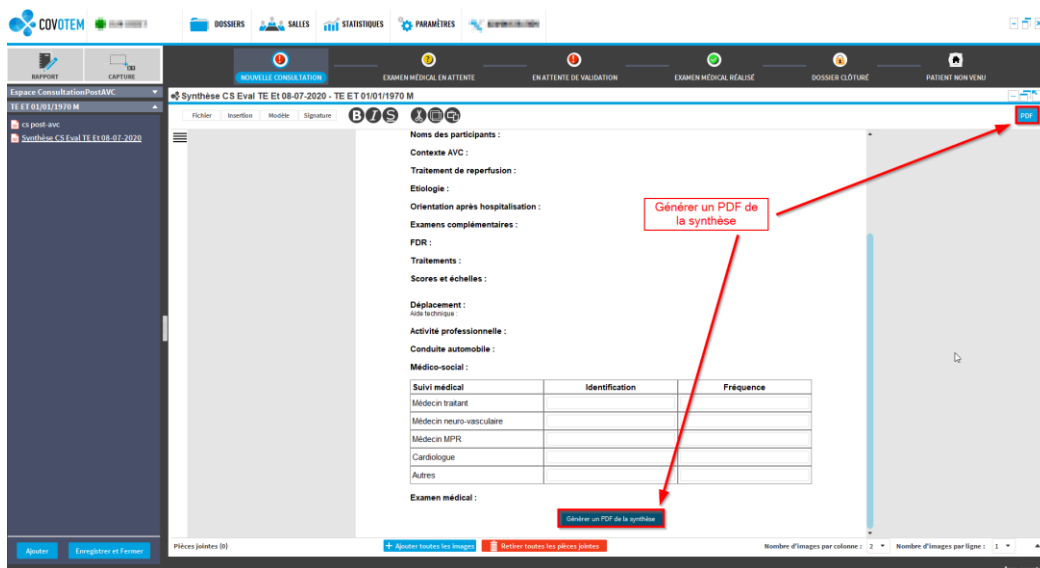 COVOTEM
DOSSIERS
SALLES
STATISTIQUES
PARAMÈTRES
RAPPORT
CAPTURE
NOUVELLE CONSULTATION
EXAMEN MÉDICAL EN ATTENTE
EN ATTENTE DE VALIDATION
EXAMEN MÉDICAL RÉALISÉ
DOSSIER CLÔTURÉ
PATIENT NON VENU
Espace ConsultationPostAVC
TE ET 01/01/1970 M
cs post-avc
Synthèse CS Eval TE Et 08-07-2020
Synthèse CS Eval TE Et 08-07-2020 - TE ET 01/01/1970 M
Fichier Insertion Modèle Signature B I S
PDF
Noms des participants :
Contexte AVC :
Traitement de reperfusion :
Etiologie :
Orientation après hospitalisation :
Examens complémentaires :
FDR :
Traitements :
Scores et échelles :
Déplacement :
Aide technique :
Activité professionnelle :
Conduite automobile :
Médico-social :
Générer un PDF de
la synthèse
Suivi médical Identification Fréquence
Médecin traitant
Médecin neuro-vasculaire
Médecin MPR
Cardiologue
Autres
Examen médical :
Générer un PDF de la synthèse
Ajouter
Enregistrer et Fermer
Pièces jointes (0)
+ Ajouter toutes les images
Retirer toutes les pièces jointes
Nombre d'images par colonne : 2
Nombre d'images par ligne : 1